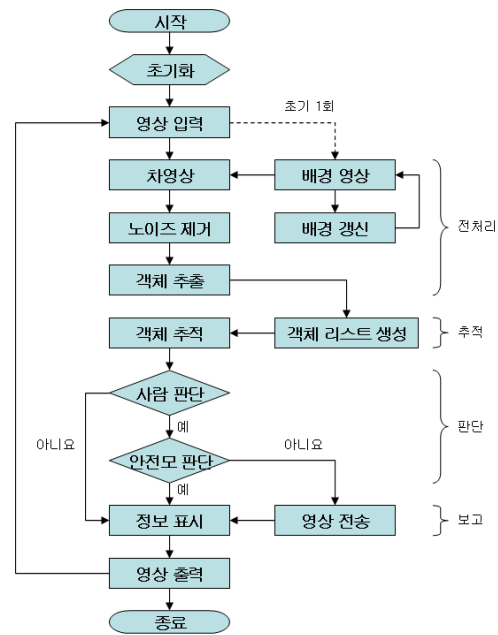 시작
초기화
초기 1회
영상 입력
차영상
배경 영상
노이즈 제거
배경 갱신
전처리
객체 추출
객체 추적
객체 리스트 생성
추적
사람 판단
예
판단
아니요
안전모 판단
아니요
예
정보 표시
영상 전송
보고
영상 출력
종료